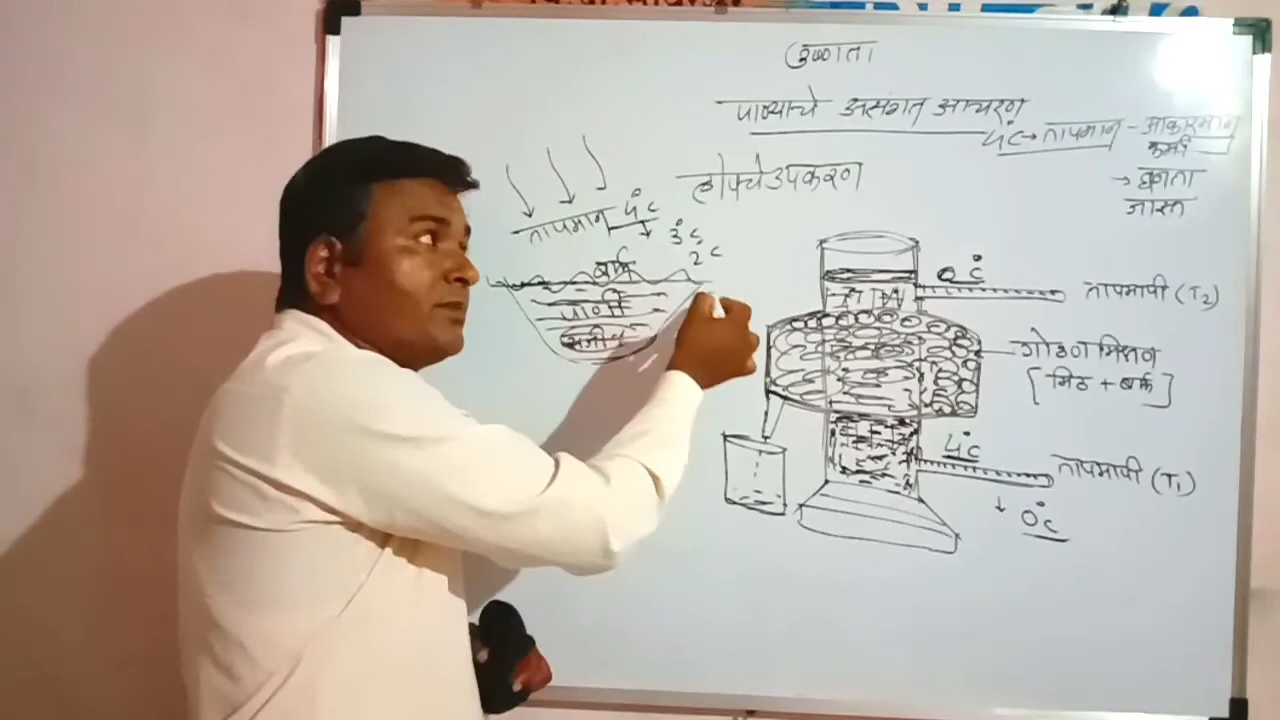 उष्णता
पाण्याचे असंगत आचरण
4°C → तापमान - आकारमान
कमी
→ घनता
जास्त
होपचे उपकरण
तापमान 4°C
↓ 3°C
2°C
बर्फ
पाणी
सजीव
0°C
तापमापी (T2)
गोठण मिश्रण
[मिठ + बर्फ]
4°C
तापमापी (T1)
↓ 0°C